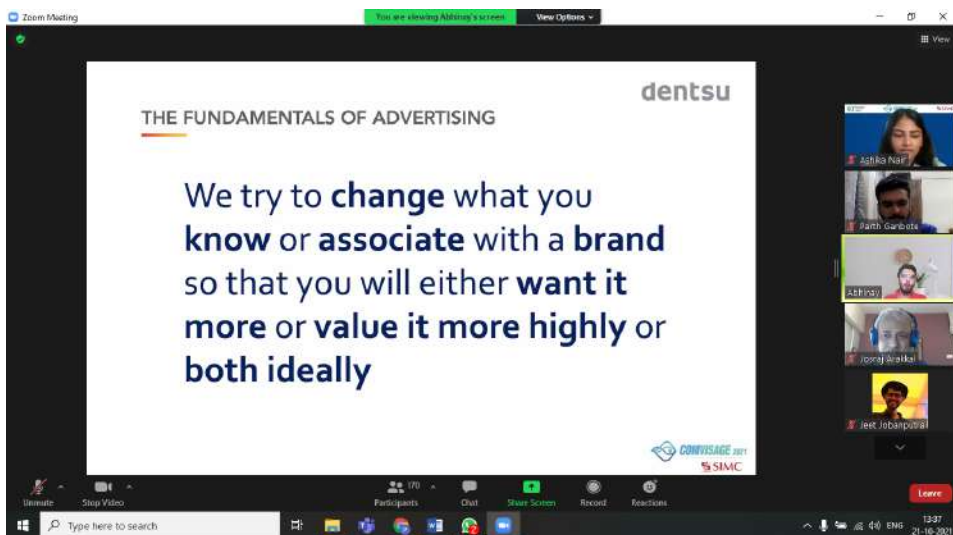 Zoom Meeting
You are viewing Abhinay's screen
View Options
View
dentsu
THE FUNDAMENTALS OF ADVERTISING
We try to change what you
know or associate with a brand
so that you will either want it
more or value it more highly or
both ideally
COMVISAGE 2021
SIMC
Ashika Nair
Parth Ganbote
Abhinay
Josraj Arakkal
Jeet Jobanputra
Unmute
Stop Video
Participants
170
Chat
Share Screen
Record
Reactions
Leave
Type here to search
ENG
13:37
21-10-2021